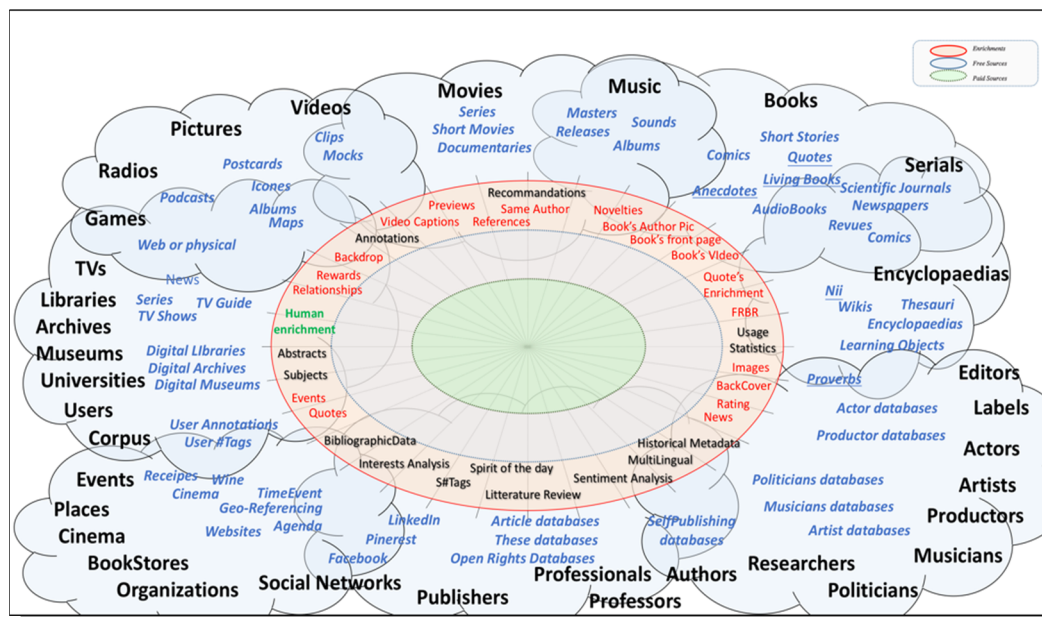 Enrichments
Free Sources
Paid Sources
Movies
Series
Short Movies
Documentaries
Music
Masters
Releases
Sounds
Albums
Books
Short Stories
Quotes
Comics
Living Books
Anecdotes
AudioBooks
Serials
Scientific Journals
Newspapers
Revues
Comics
Videos
Clips
Mocks
Pictures
Postcards
Icones
Albums
Maps
Radios
Podcasts
Games
Web or physical
TVs
News
Series
TV Guide
TV Shows
Libraries
Archives
Museums
Universities
Digital LIbraries
Digital Archives
Digital Museums
Users
User Annotations
User #Tags
Corpus
Events
Receipes
Wine
Cinema
TimeEvent
Geo-Referencing
Places
Cinema
Websites
Agenda
BookStores
Organizations
Social Networks
LinkedIn
Pinerest
Facebook
Publishers
Article databases
These databases
Open Rights Databases
Professionals
Professors
Authors
SelfPublishing
databases
Researchers
Politicians
Musicians
Productors
Artists
Actors
Labels
Editors
Encyclopaedias
Nii
Wikis
Thesauri
Encyclopaedias
Learning Objects
Proverbs
Actor databases
Productor databases
Politicians databases
Musicians databases
Artist databases
Recommandations
Previews
Same Author
Novelties
Video Captions
References
Book's Author Pic
Annotations
Book's front page
Backdrop
Book's VIdeo
Rewards
Relationships
Quote's
Enrichment
Human
enrichment
FRBR
Usage
Statistics
Abstracts
Subjects
Images
BackCover
Events
Quotes
Rating
News
BibliographicData
Historical Metadata
Interests Analysis
MultiLingual
Spirit of the day
S#Tags
Sentiment Analysis
Litterature Review